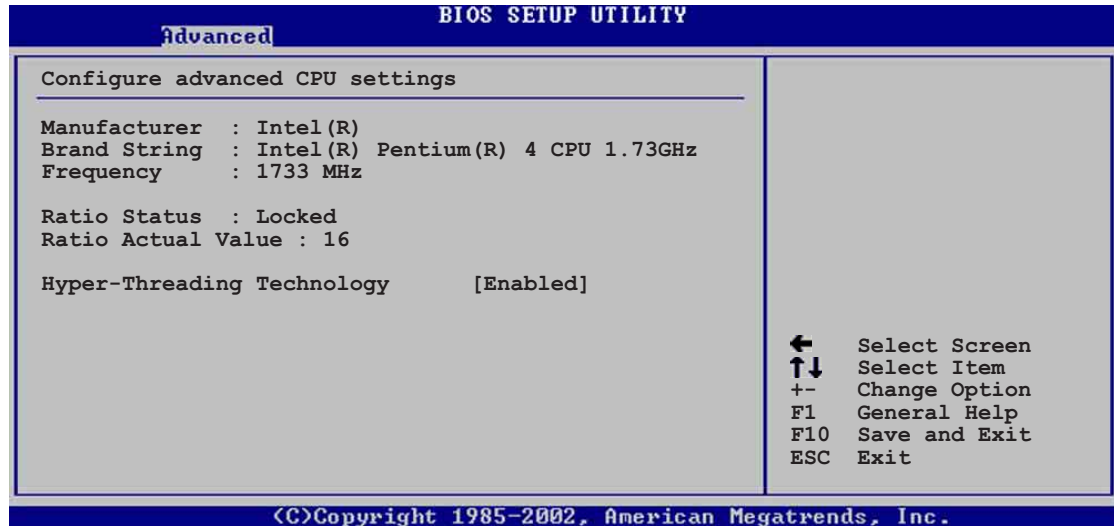 BIOS SETUP UTILITY
Advanced
Configure advanced CPU settings
Manufacturer : Intel(R)
Brand String : Intel(R) Pentium(R) 4 CPU 1.73GHz
Frequency : 1733 MHz
Ratio Status : Locked
Ratio Actual Value : 16
Hyper-Threading Technology [Enabled]
← Select Screen
↑↓ Select Item
+- Change Option
F1 General Help
F10 Save and Exit
ESC Exit
(C)Copyright 1985-2002, American Megatrends, Inc.